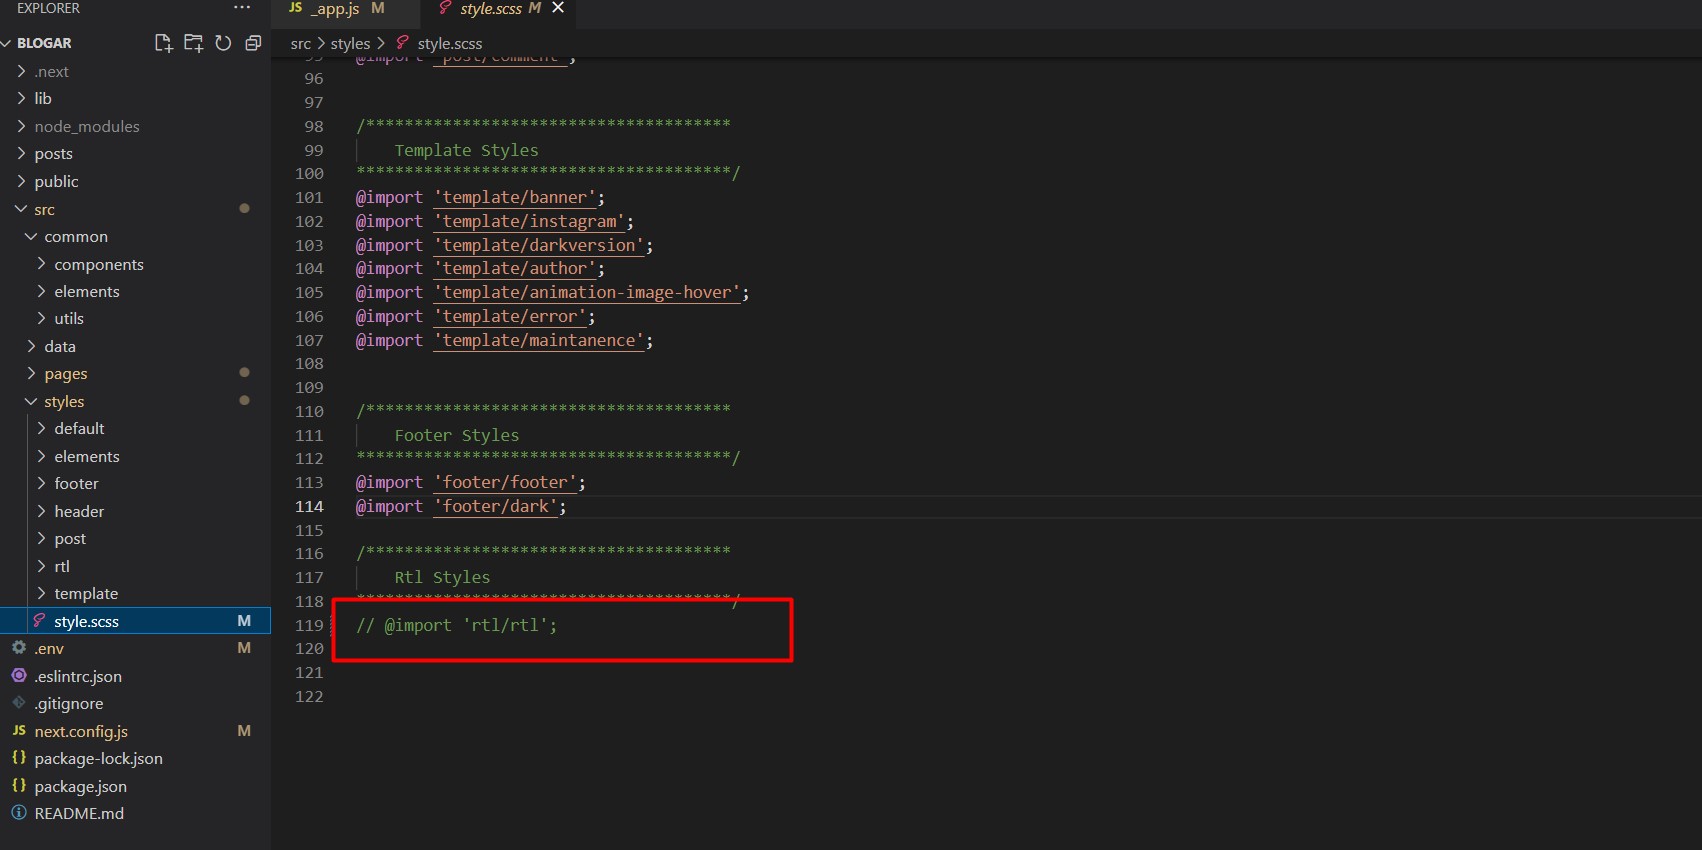 EXPLORER ...
BLOGAR
.next
lib
node_modules
posts
public
src
common
components
elements
utils
data
pages
styles
default
elements
footer
header
post
rtl
template
style.scss M
.env M
.eslintrc.json
.gitignore
JS next.config.js M
{} package-lock.json
{} package.json
README.md
JS _app.js M
style.scss M
src > styles > style.scss
96
97
98 /**************************************
99 Template Styles
100 ***************************************/
101 @import 'template/banner';
102 @import 'template/instagram';
103 @import 'template/darkversion';
104 @import 'template/author';
105 @import 'template/animation-image-hover';
106 @import 'template/error';
107 @import 'template/maintanence';
108
109
110 /**************************************
111 Footer Styles
112 ***************************************/
113 @import 'footer/footer';
114 @import 'footer/dark';
115
116 /**************************************
117 Rtl Styles
118 ***************************************/
119 // @import 'rtl/rtl';
120
121
122